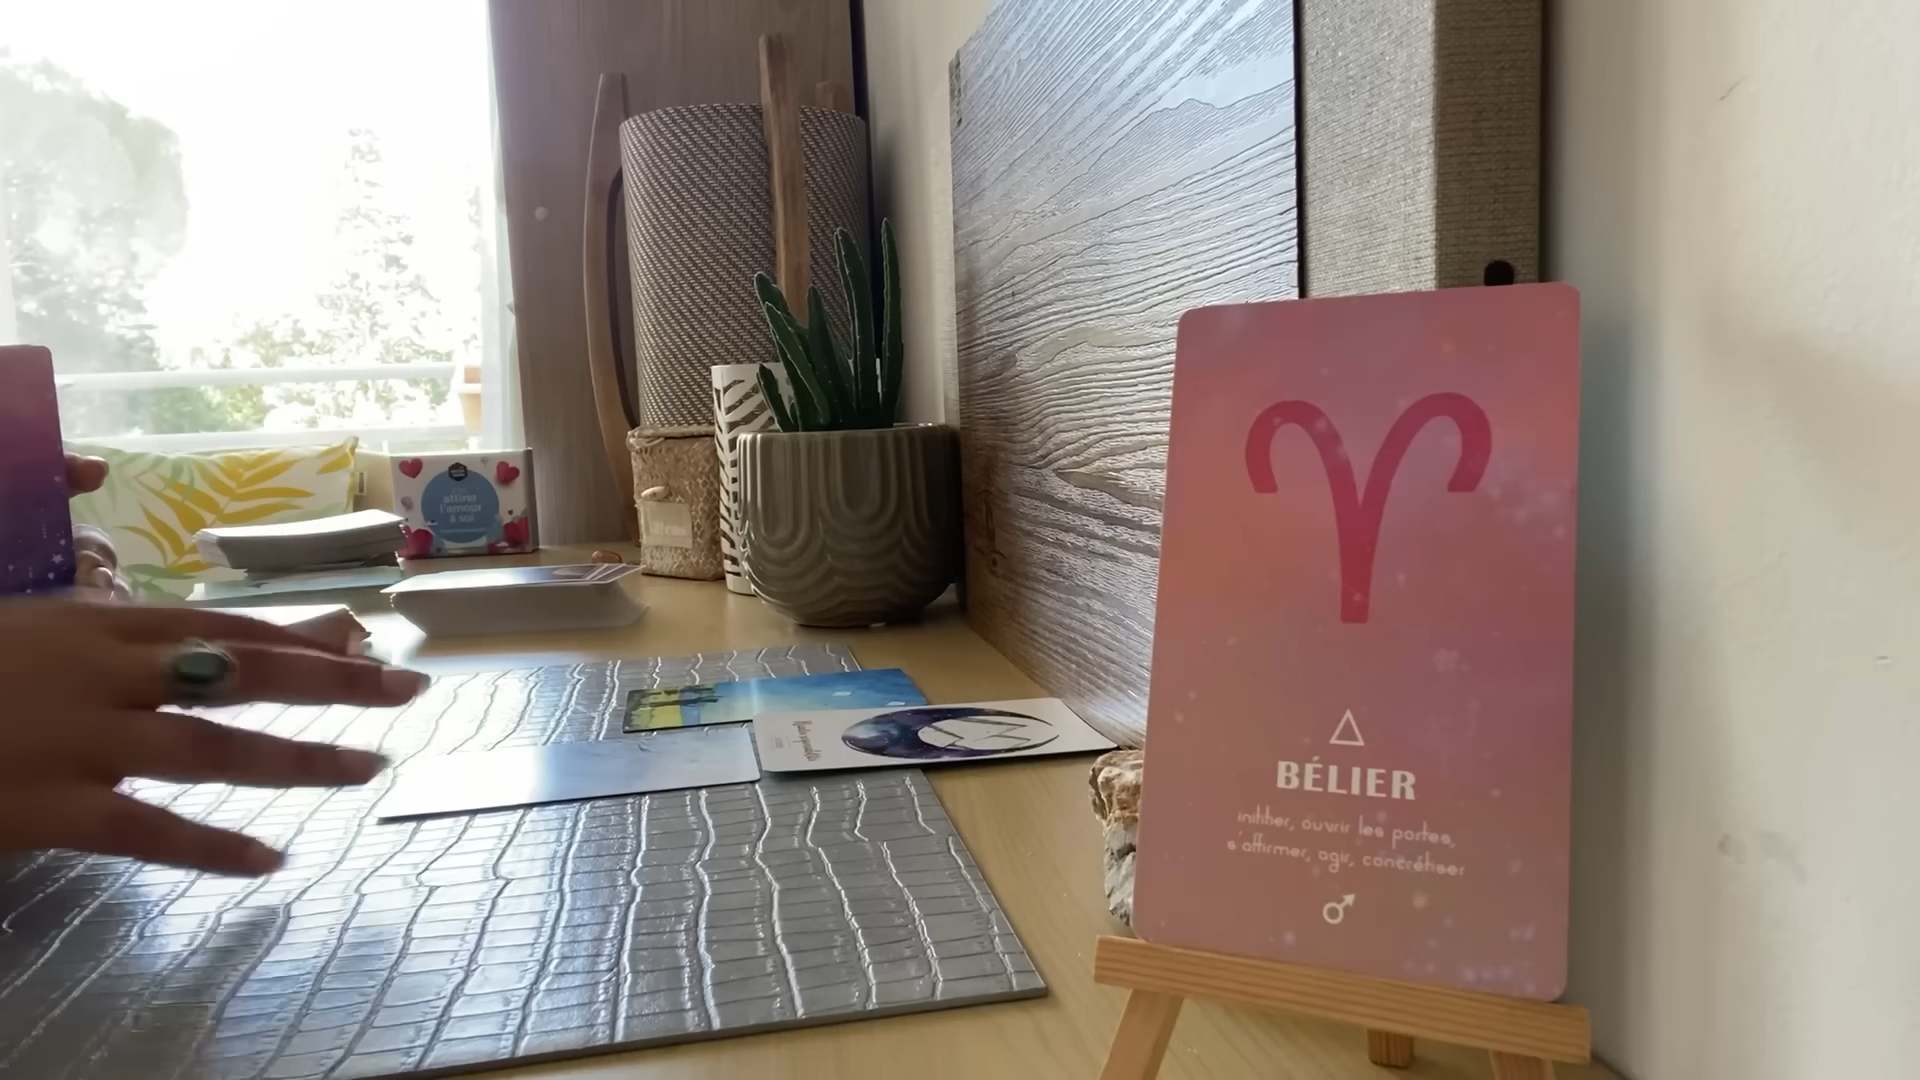 attirer
l'amour
à soi
BÉLIER
initier, ouvrir les portes,
s'affirmer, agir, concrétiser